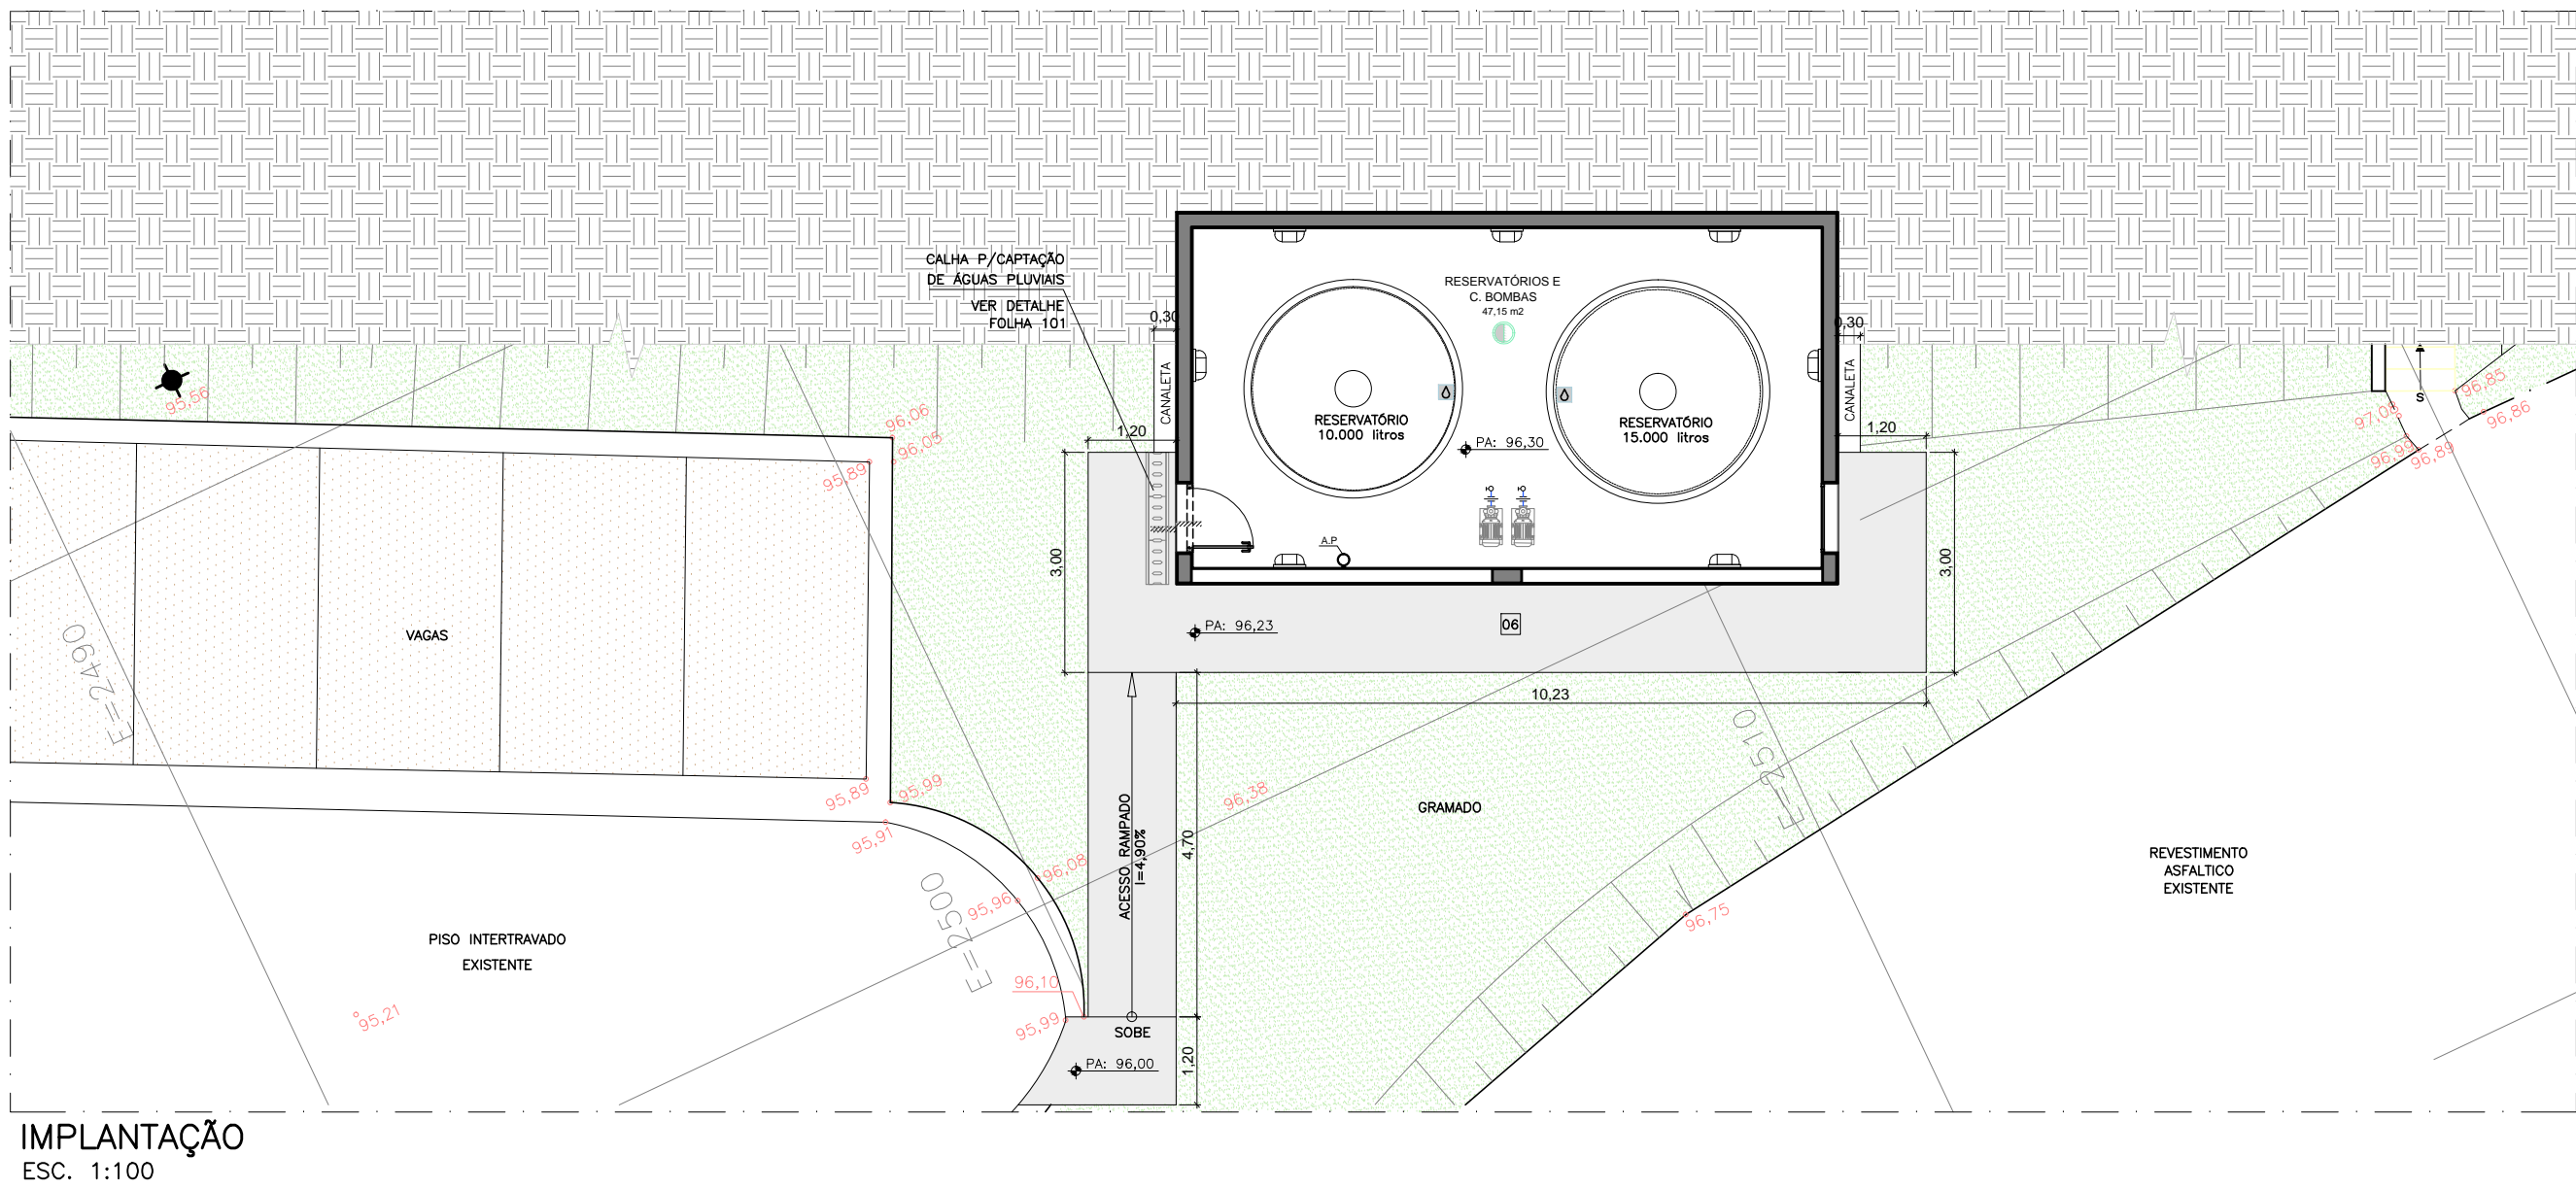 CALHA P/CAPTAÇÃO
DE ÁGUAS PLUVIAIS
VER DETALHE
FOLHA 101
0,30
CANALETA
1,20
3,00
RESERVATÓRIOS E
C. BOMBAS
47,15 m2
RESERVATÓRIO
10.000 litros
RESERVATÓRIO
15.000 litros
PA: 96,30
A.P
0,30
CANALETA
1,20
3,00
95,56
96,06
96,05
95,89
97,08
S
96,85
96,86
96,99
96,89
VAGAS
F=2490
PA: 96,23
06
10,23
F=2510
95,89
95,99
95,91
96,38
GRAMADO
ACESSO RAMPADO
I=4,90%
4,70
96,08
95,96
F=2500
REVESTIMENTO
ASFALTICO
EXISTENTE
96,75
PISO INTERTRAVADO
EXISTENTE
96,10
95,21
95,99
SOBE
PA: 96,00
1,20
IMPLANTAÇÃO
ESC. 1:100